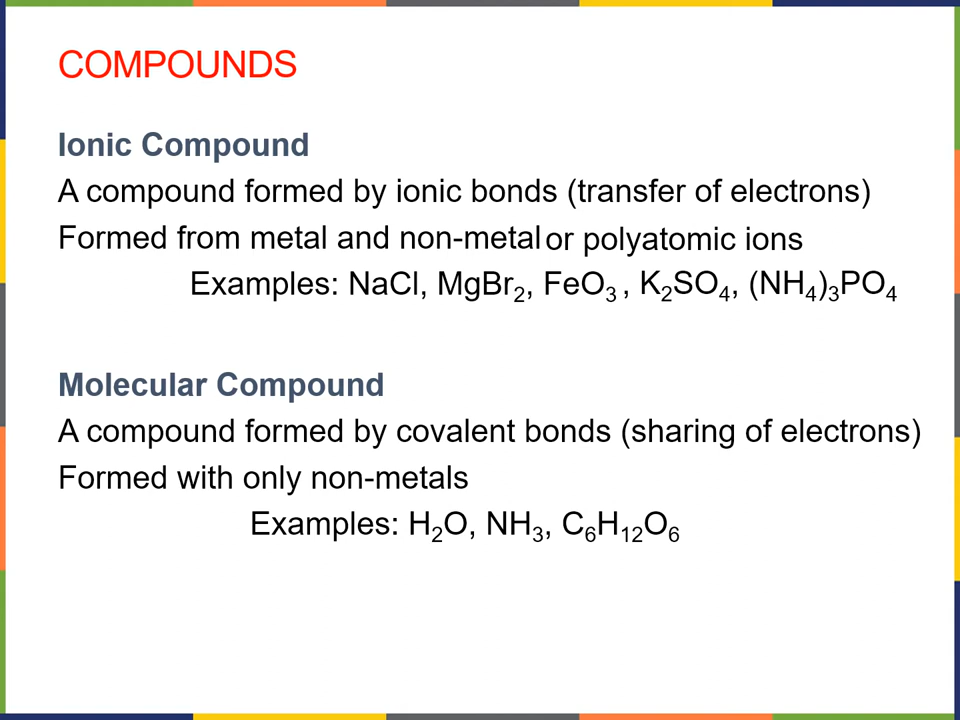 COMPOUNDS
Ionic Compound
A compound formed by ionic bonds (transfer of electrons)
Formed from metal and non-metal or polyatomic ions
Examples: NaCl, MgBr₂, FeO₃ , K₂SO₄, (NH₄)₃PO₄
Molecular Compound
A compound formed by covalent bonds (sharing of electrons)
Formed with only non-metals
Examples: H₂O, NH₃, C₆H₁₂O₆